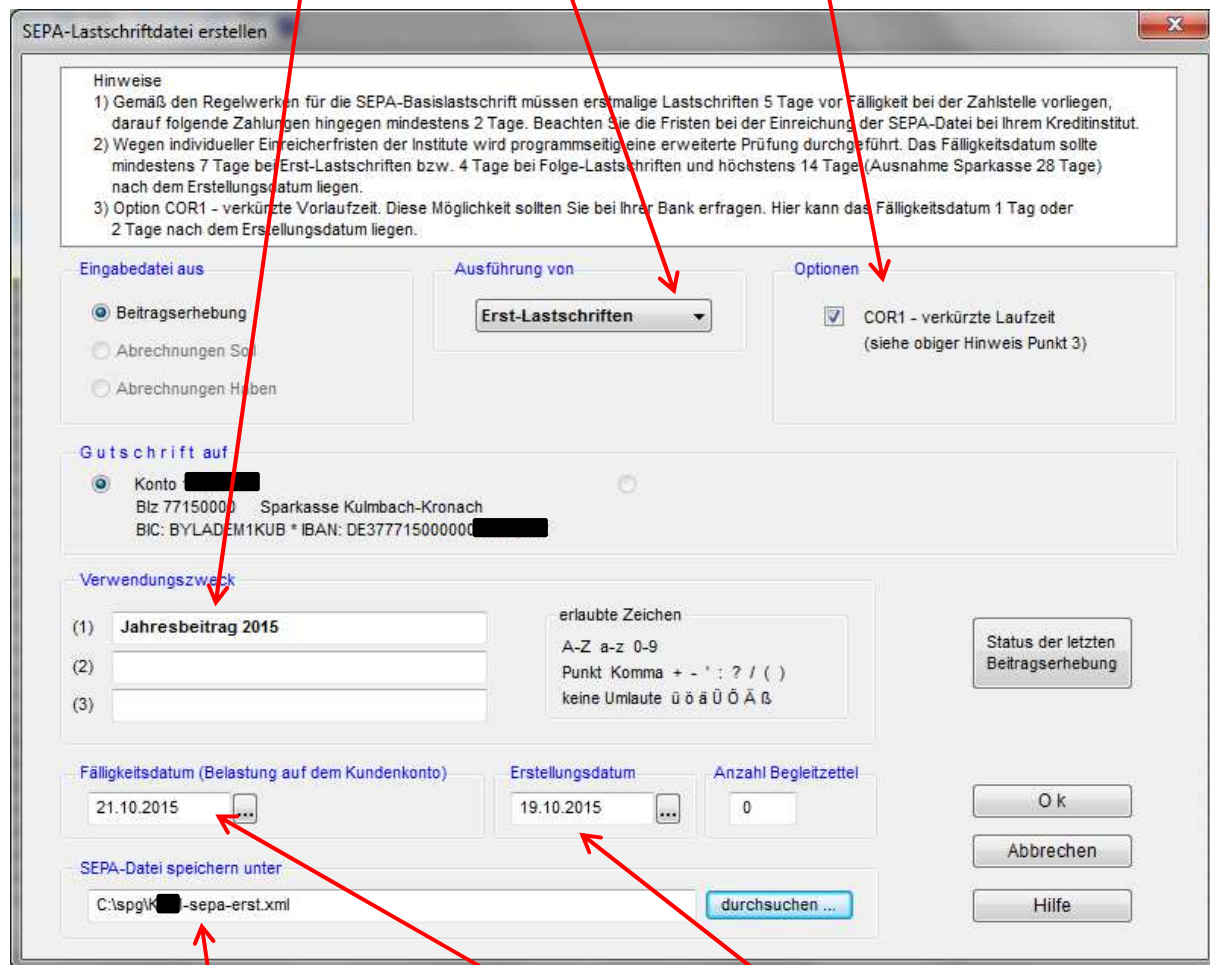 SEPA-Lastschriftdatei erstellen
Hinweise
1) Gemäß den Regelwerken für die SEPA-Basislastschrift müssen erstmalige Lastschriften 5 Tage vor Fälligkeit bei der Zahlstelle vorliegen,
darauf folgende Zahlungen hingegen mindestens 2 Tage. Beachten Sie die Fristen bei der Einreichung der SEPA-Datei bei Ihrem Kreditinstitut.
2) Wegen individueller Einreicherfristen der Institute wird programmseitig eine erweiterte Prüfung durchgeführt. Das Fälligkeitsdatum sollte
mindestens 7 Tage bei Erst-Lastschriften bzw. 4 Tage bei Folge-Lastschriften und höchstens 14 Tage (Ausnahme Sparkasse 28 Tage)
nach dem Erstellungsdatum liegen.
3) Option COR1 - verkürzte Vorlaufzeit. Diese Möglichkeit sollten Sie bei Ihrer Bank erfragen. Hier kann das Fälligkeitsdatum 1 Tag oder
2 Tage nach dem Erstellungsdatum liegen.
Eingabedatei aus
Beitragserhebung
Abrechnungen Soll
Abrechnungen Haben
Ausführung von
Erst-Lastschriften
Optionen
COR1 - verkürzte Laufzeit
(siehe obiger Hinweis Punkt 3)
Gutschrift auf
Konto
Blz 77150000 Sparkasse Kulmbach-Kronach
BIC: BYLADEM1KUB * IBAN: DE377715000000
Verwendungszweck
(1) Jahresbeitrag 2015
(2)
(3)
erlaubte Zeichen
A-Z a-z 0-9
Punkt Komma + - ' : ? / ( )
keine Umlaute ü ö ä Ü Ö Ä ß
Status der letzten
Beitragserhebung
Fälligkeitsdatum (Belastung auf dem Kundenkonto)
21.10.2015 ...
Erstellungsdatum
19.10.2015 ...
Anzahl Begleitzettel
0
SEPA-Datei speichern unter
C:\spg\K -sepa-erst.xml
durchsuchen ...
Ok
Abbrechen
Hilfe